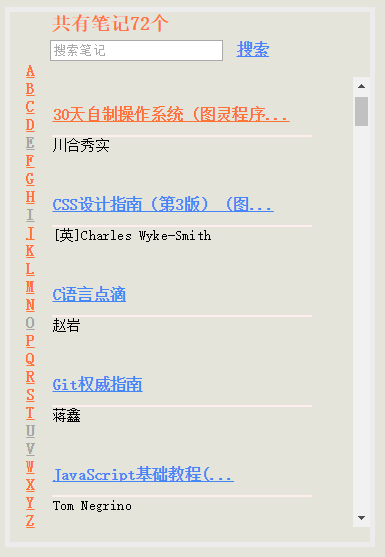 共有笔记72个
搜索笔记
搜索
A
B
C
D
E
F
G
H
I
J
K
L
M
N
O
P
Q
R
S
T
U
V
W
X
Y
Z
30天自制操作系统（图灵程序...
川合秀实
CSS设计指南（第3版）（图...
[英]Charles Wyke-Smith
C语言点滴
赵岩
Git权威指南
蒋鑫
JavaScript基础教程(...
Tom Negrino